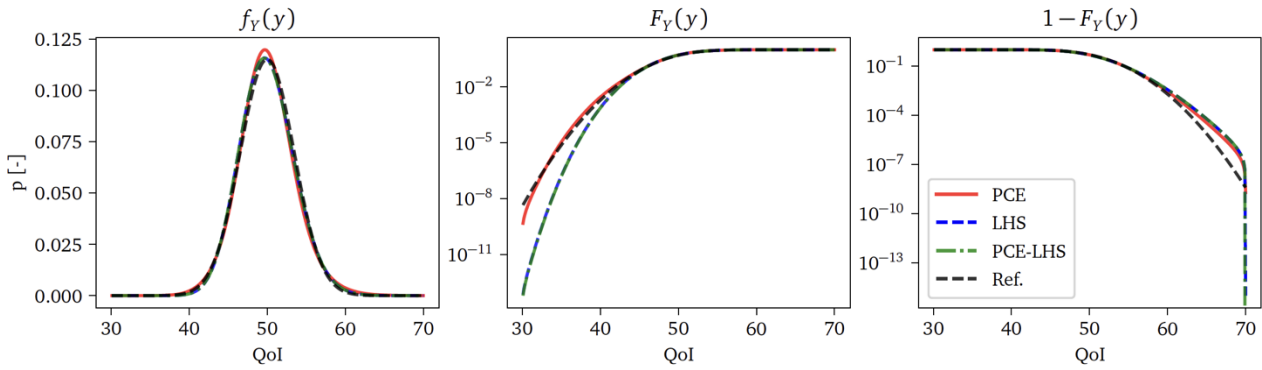 f_Y(y)
F_Y(y)
1 − F_Y(y)
p [-]
0.125
0.100
0.075
0.050
0.025
0.000
30 40 50 60 70
QoI
10^−2
10^−5
10^−8
10^−11
30 40 50 60 70
QoI
10^−1
10^−4
10^−7
10^−10
10^−13
PCE
LHS
PCE-LHS
Ref.
30 40 50 60 70
QoI